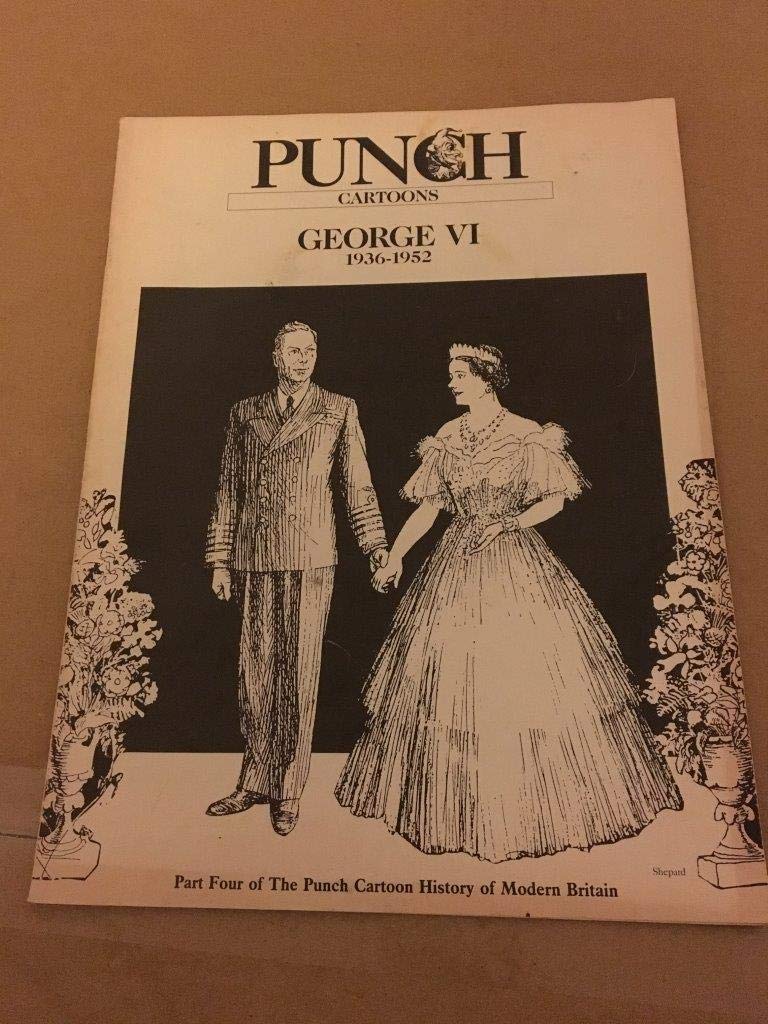 PUNCH
CARTOONS
GEORGE VI
1936-1952
Shepard
Part Four of The Punch Cartoon History of Modern Britain